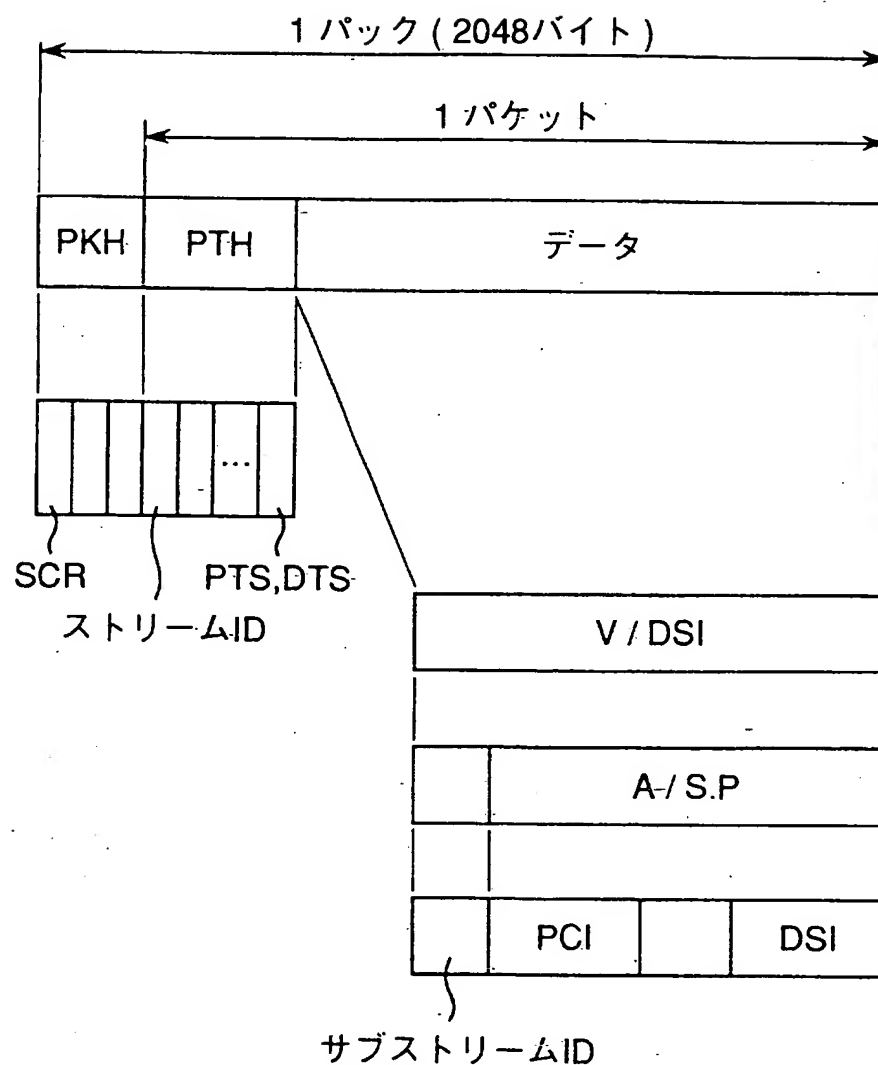 1 パック ( 2048バイト )
1 パケット
PKH PTH データ
...
SCR PTS,DTS
ストリームID
V / DSI
A / S.P
PCI DSI
サブストリームID